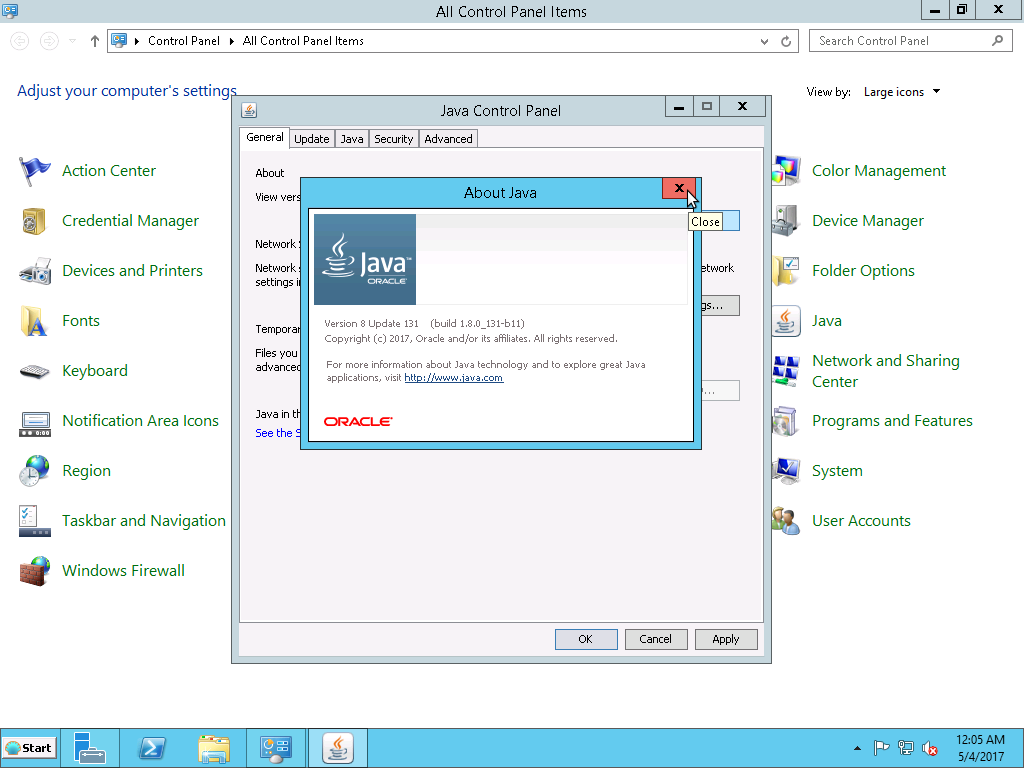 All Control Panel Items
Control Panel
All Control Panel Items
Search Control Panel
Adjust your computer's settings
View by:
Large icons
Java Control Panel
General
Update
Java
Security
Advanced
About
View vers
About Java
Close
Network S
Network s
etwork
settings in
gs...
Temporar
Files you
advanced
Java in th
See the S
Java™
ORACLE
Version 8 Update 131 (build 1.8.0_131-b11)
Copyright (c) 2017, Oracle and/or its affiliates. All rights reserved.
For more information about Java technology and to explore great Java
applications, visit http://www.java.com
ORACLE
OK
Cancel
Apply
Action Center
Credential Manager
Devices and Printers
Fonts
Keyboard
Notification Area Icons
Region
Taskbar and Navigation
Windows Firewall
Color Management
Device Manager
Folder Options
Java
Network and Sharing
Center
Programs and Features
System
User Accounts
Start
12:05 AM
5/4/2017